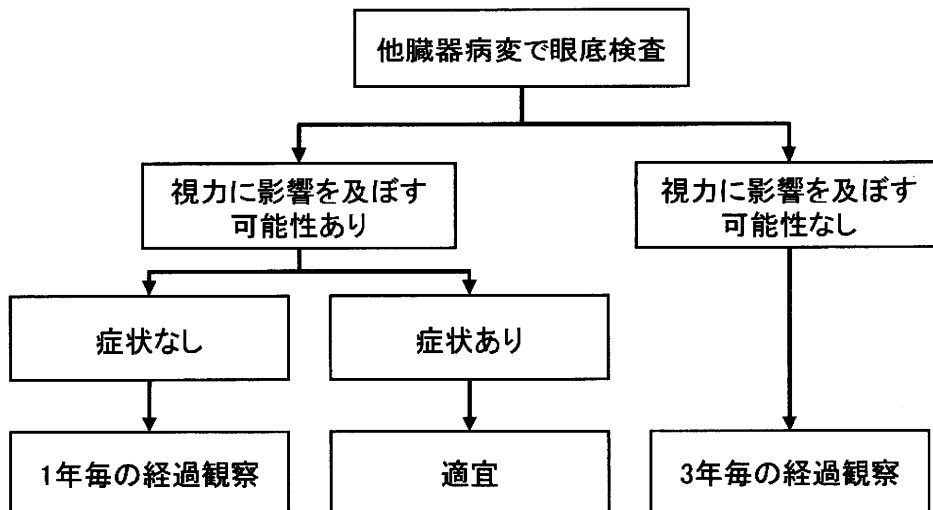 他臓器病変で眼底検査
視力に影響を及ぼす
可能性あり
視力に影響を及ぼす
可能性なし
症状なし
症状あり
1年毎の経過観察
適宜
3年毎の経過観察